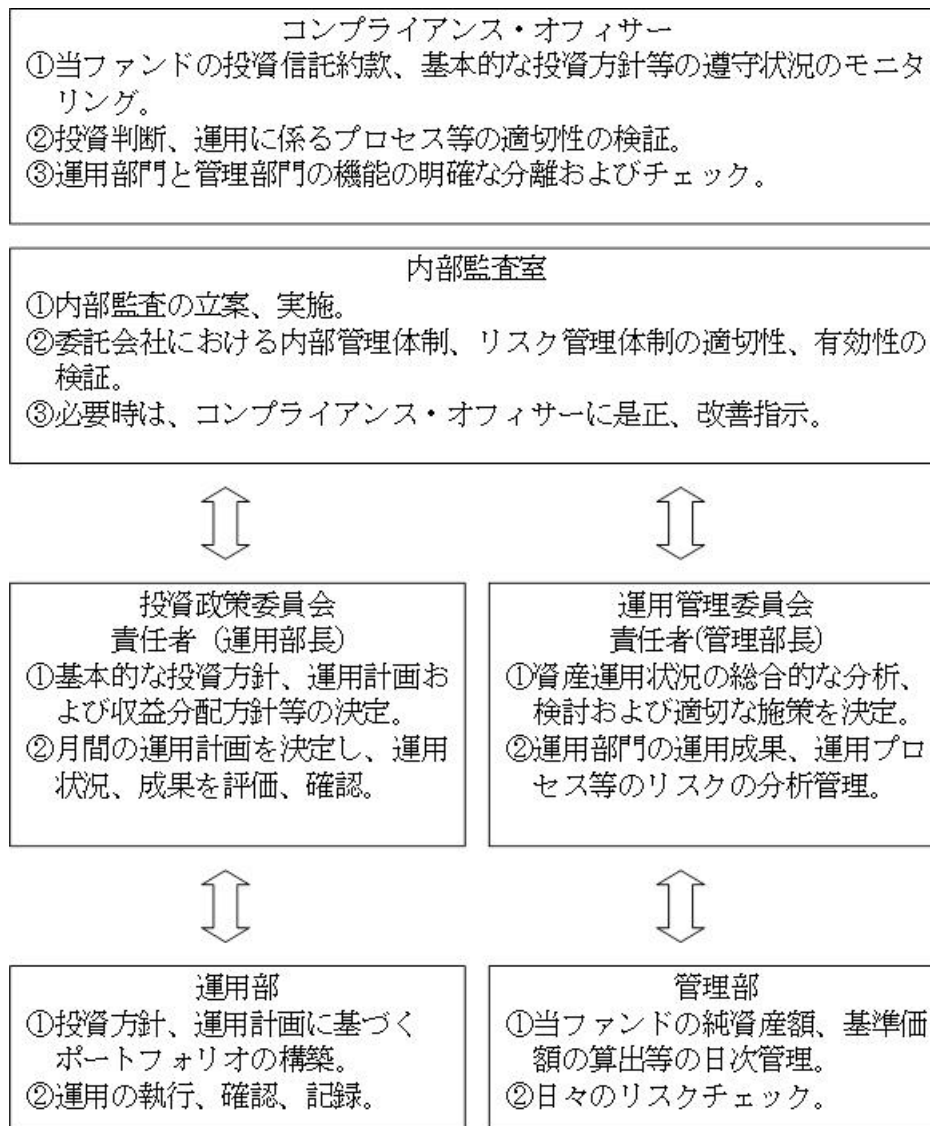 コンプライアンス・オフィサー
①当ファンドの投資信託約款、基本的な投資方針等の遵守状況のモニタ
リング。
②投資判断、運用に係るプロセス等の適切性の検証。
③運用部門と管理部門の機能の明確な分離およびチェック。
内部監査室
①内部監査の立案、実施。
②委託会社における内部管理体制、リスク管理体制の適切性、有効性の
検証。
③必要時は、コンプライアンス・オフィサーに是正、改善指示。
投資政策委員会
責任者（運用部長）
①基本的な投資方針、運用計画お
よび収益分配方針等の決定。
②月間の運用計画を決定し、運用
状況、成果を評価、確認。
運用管理委員会
責任者(管理部長)
①資産運用状況の総合的な分析、
検討および適切な施策を決定。
②運用部門の運用成果、運用プロ
セス等のリスクの分析管理。
運用部
①投資方針、運用計画に基づく
ポートフォリオの構築。
②運用の執行、確認、記録。
管理部
①当ファンドの純資産額、基準価
額の算出等の日次管理。
②日々のリスクチェック。